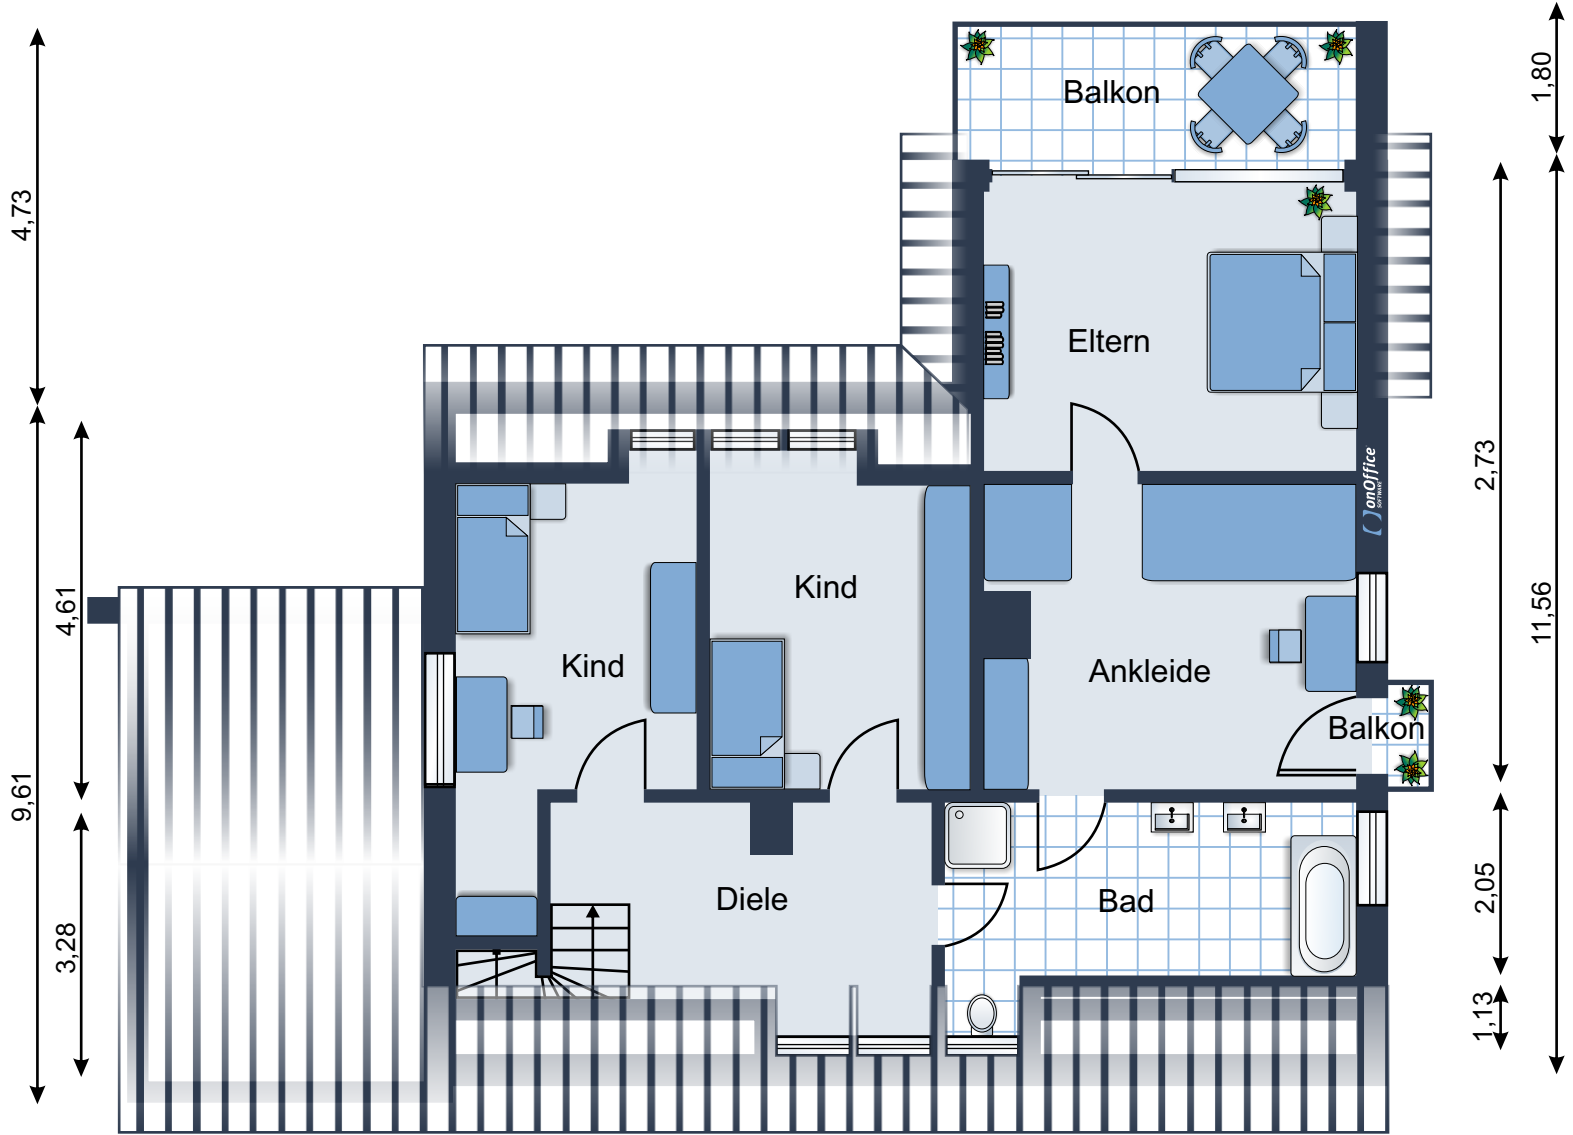 1,80
Balkon
4,73
Eltern
onOffice
SOFTWARE
2,73
Kind
11,56
4,61
Kind
Ankleide
Balkon
9,61
Diele
Bad
2,05
3,28
1,13